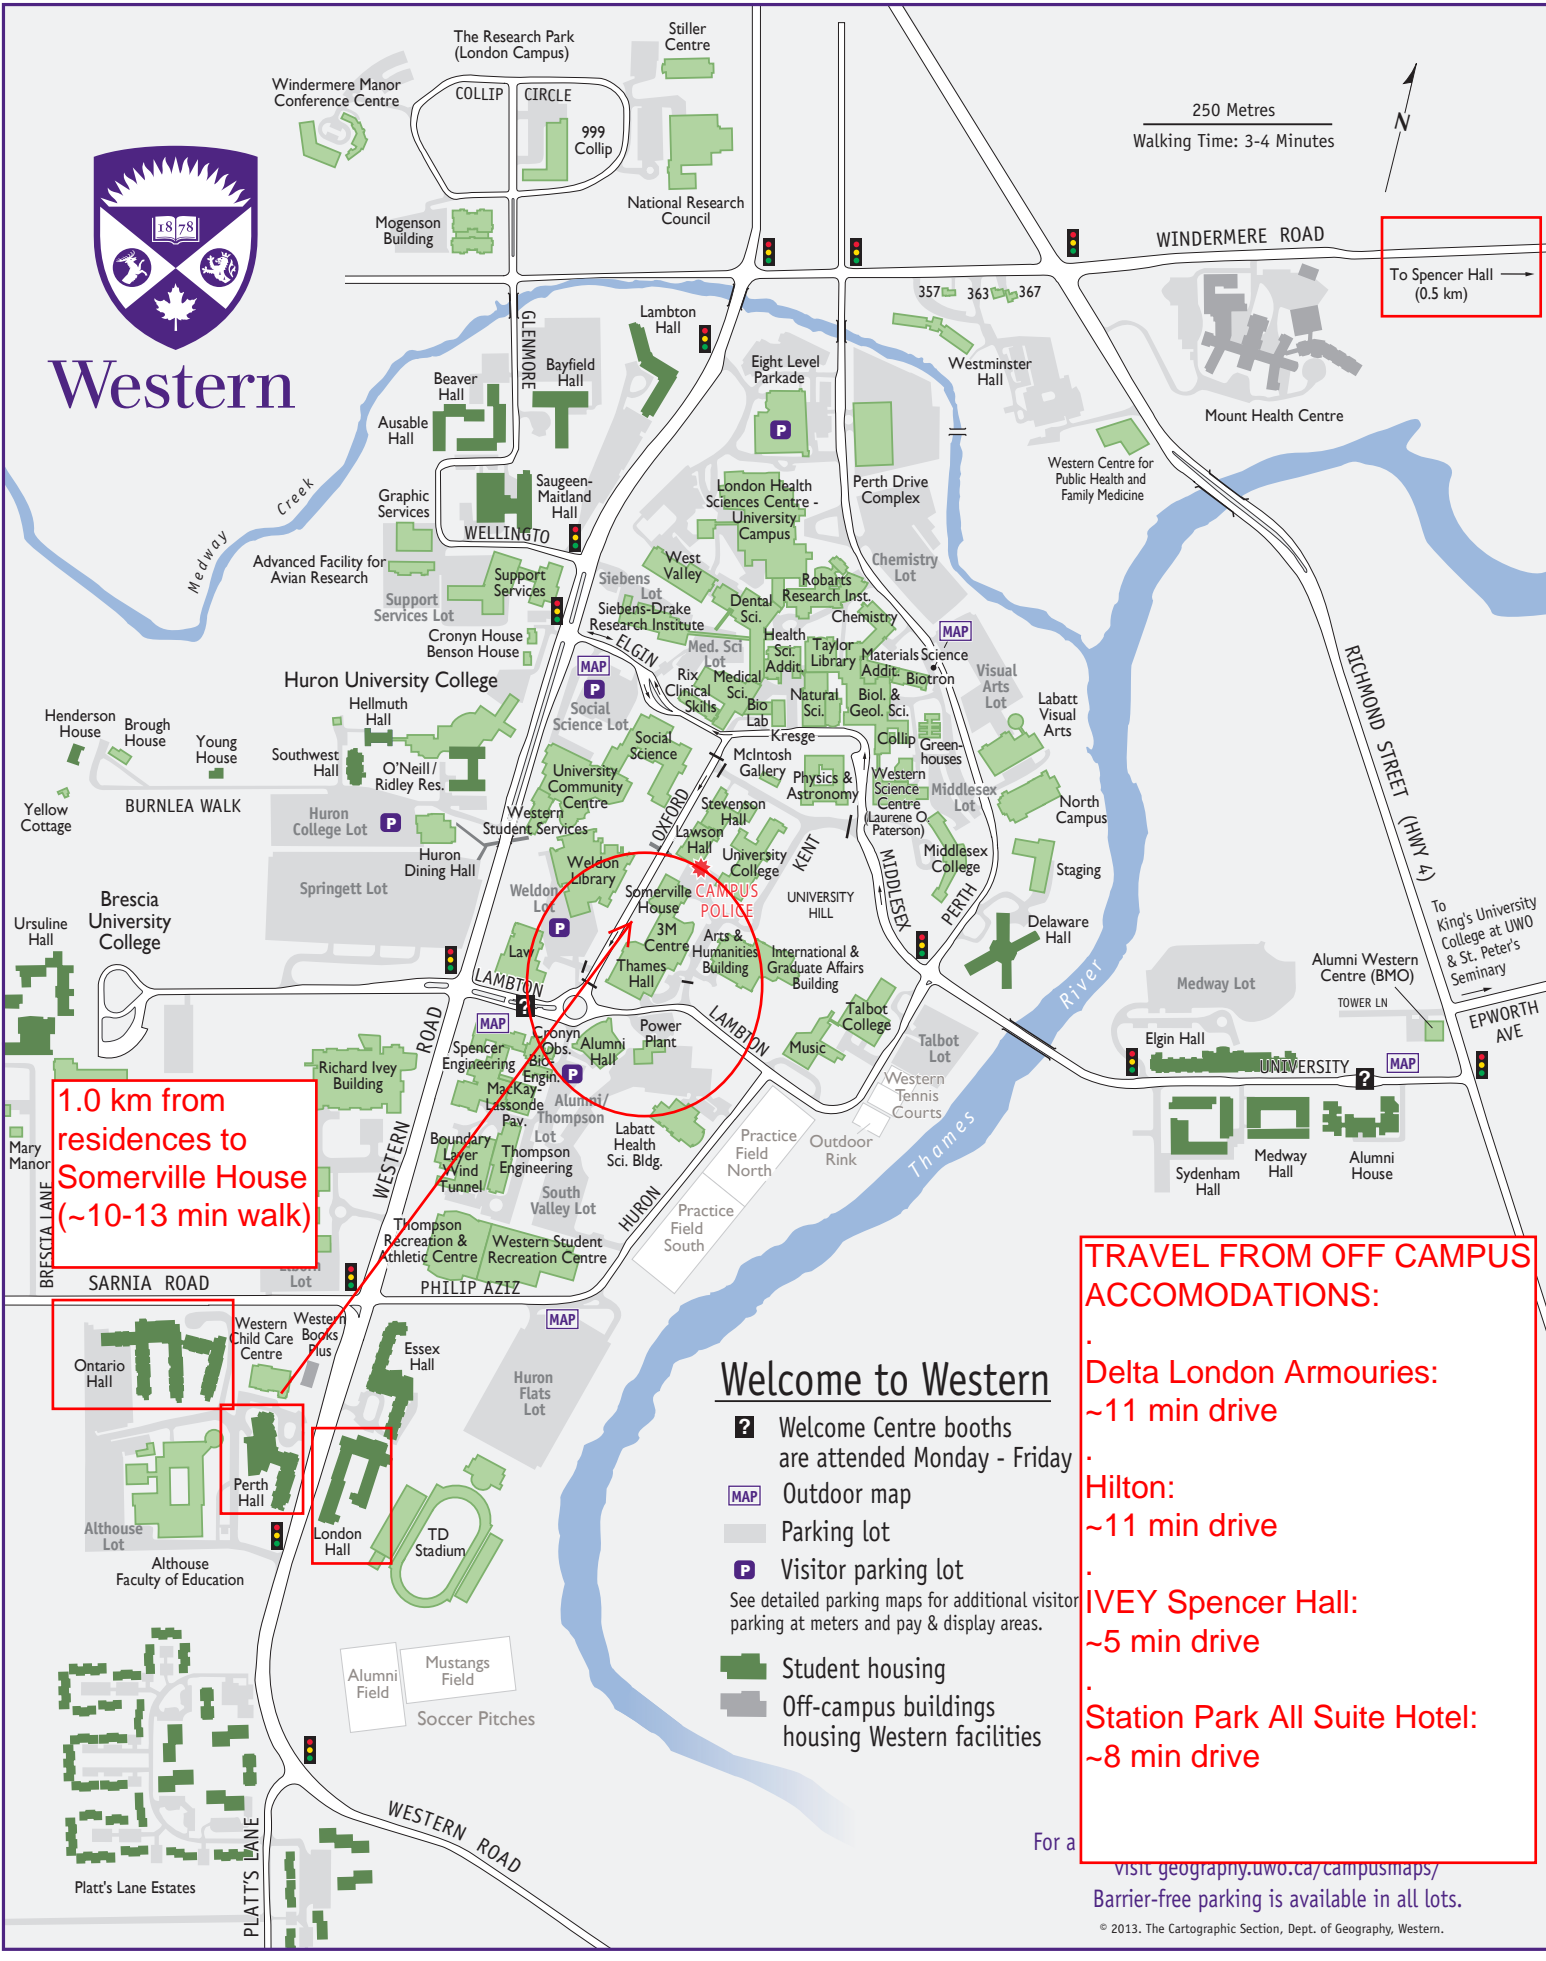 The Research Park
(London Campus)
Stiller
Centre
Windermere Manor
Conference Centre
COLLIP
CIRCLE
999
Collip
250 Metres
Walking Time: 3-4 Minutes
N
18 78
Western
National Research
Council
Mogenson
Building
WINDERMERE ROAD
To Spencer Hall
(0.5 km)
357
363
367
GLENMORE
Lambton
Hall
Bayfield
Hall
Beaver
Hall
Ausable
Hall
Eight Level
Parkade
P
Westminster
Hall
Mount Health Centre
Medway
Creek
Graphic
Services
Saugeen-
Maitland
Hall
WELLINGTO
London Health
Sciences Centre -
University
Campus
Perth Drive
Complex
Western Centre for
Public Health and
Family Medicine
Advanced Facility for
Avian Research
Support
Services
Support
Services Lot
West
Valley
Siebens
Lot
Siebens-Drake
Research Institute
Chemistry
Lot
Robarts
Research Inst.
Dental
Sci.
Chemistry
Cronyn House
Benson House
ELGIN
Med. Sci
Lot
Health
Sci.
Addit.
Taylor
Library
Materials Science
Addit.
Biotron
MAP
Visual
Arts
Lot
Labatt
Visual
Arts
RICHMOND STREET (HWY 4)
Huron University College
MAP
P
Social
Science Lot
Rix
Clinical
Skills
Medical
Sci.
Bio
Lab
Natural
Sci.
Biol. &
Geol. Sci.
Henderson
House
Brough
House
Young
House
Hellmuth
Hall
Southwest
Hall
O'Neill/
Ridley Res.
Social
Science
Kresge
Collip
Green-
houses
McIntosh
Gallery
Physics &
Astronomy
Western
Science
Centre
(Laurene O.
Paterson)
Middlesex
Lot
North
Campus
Yellow
Cottage
BURNLEA WALK
Huron
College Lot
P
University
Community
Centre
Western
Student Services
OXFORD
Stevenson
Hall
Lawson
Hall
University
College
KENT
Huron
Dining Hall
Springett Lot
Weldon
Library
Weldon
Lot
P
Somerville
House
CAMPUS
POLICE
UNIVERSITY
HILL
MIDDLESEX
Middlesex
College
PERTH
Staging
Brescia
University
College
Ursuline
Hall
Law
3M
Centre
Thames
Hall
Arts &
Humanities
Building
International &
Graduate Affairs
Building
Delaware
Hall
To
King's University
College at UWO
& St. Peter's
Seminary
Alumni Western
Centre (BMO)
TOWER LN
Medway Lot
EPWORTH
AVE
LAMBTON
?
MAP
Cronyn
Obs.
Alumni
Hall
Power
Plant
LAMBTON
Music
Talbot
College
Talbot
Lot
River
Elgin Hall
UNIVERSITY
?
MAP
Richard Ivey
Building
WESTERN ROAD
Spencer
Engineering
Bio-
Engin.
P
MacKay-
Lassonde
Pav.
Alumni/
Thompson
Lot
Western
Tennis
Courts
Outdoor
Rink
Thames
1.0 km from
residences to
Somerville House
(~10-13 min walk)
Mary
Manor
BRESCIA LANE
Boundary
Layer
Wind
Tunnel
Thompson
Engineering
Labatt
Health
Sci. Bldg.
Practice
Field
North
Practice
Field
South
HURON
South
Valley Lot
Sydenham
Hall
Medway
Hall
Alumni
House
Thompson
Recreation &
Athletic Centre
Western Student
Recreation Centre
Lot
SARNIA ROAD
PHILIP AZIZ
MAP
TRAVEL FROM OFF CAMPUS
ACCOMODATIONS:
.
Delta London Armouries:
~11 min drive
.
Hilton:
~11 min drive
.
IVEY Spencer Hall:
~5 min drive
.
Station Park All Suite Hotel:
~8 min drive
Ontario
Hall
Western
Child Care
Centre
Western
Books
Plus
Essex
Hall
Huron
Flats
Lot
Perth
Hall
London
Hall
Althouse
Lot
Althouse
Faculty of Education
TD
Stadium
Welcome to Western
? Welcome Centre booths
are attended Monday - Friday
MAP Outdoor map
Parking lot
P Visitor parking lot
See detailed parking maps for additional visitor
parking at meters and pay & display areas.
Student housing
Off-campus buildings
housing Western facilities
Alumni
Field
Mustangs
Field
Soccer Pitches
Platt's Lane Estates
PLATT'S LANE
WESTERN ROAD
For a
visit geography.uwo.ca/campusmaps/
Barrier-free parking is available in all lots.
© 2013. The Cartographic Section, Dept. of Geography, Western.